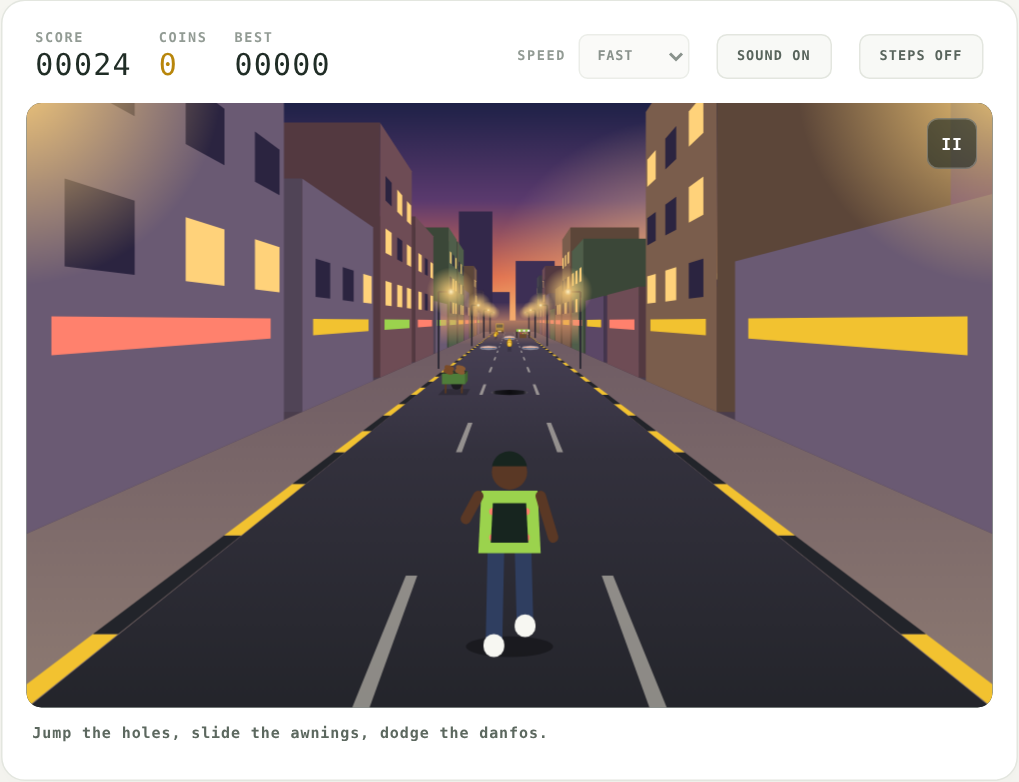 SCORE COINS BEST
00024 0 00000
SPEED FAST SOUND ON STEPS OFF
II
Jump the holes, slide the awnings, dodge the danfos.